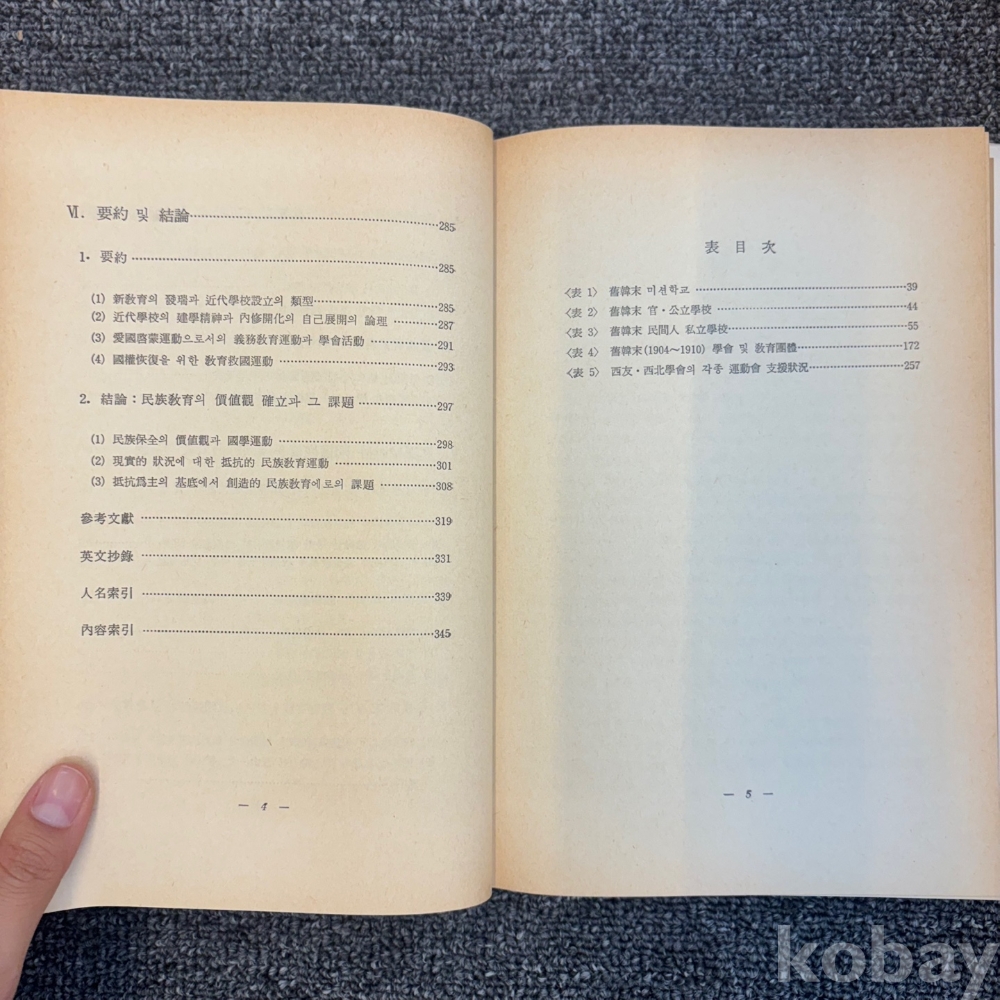 Ⅵ. 要約 및 結論 285
1. 要約 285
(1) 新敎育의 發端과 近代學校設立의 類型 285
(2) 近代學校의 建學精神과 內修開化의 自己展開의 論理 287
(3) 愛國啓蒙運動으로서의 義務敎育運動과 學會活動 291
(4) 國權恢復을 위한 敎育救國運動 293
2. 結論：民族敎育의 價値觀 確立과 그 課題 297
(1) 民族保全의 價値觀과 國學運動 298
(2) 現實的 狀況에 대한 抵抗的 民族敎育運動 301
(3) 抵抗爲主의 基底에서 創造的 民族敎育에로의 課題 308
參考文獻 319
英文抄錄 331
人名索引 339
內容索引 345
— 4 —
表 目 次
〈表 1〉 舊韓末 미션학교 39
〈表 2〉 舊韓末 官·公立學校 44
〈表 3〉 舊韓末 民間人 私立學校 55
〈表 4〉 舊韓末(1904～1910) 學會 및 敎育團體 172
〈表 5〉 西友·西北學會의 각종 運動會 支援狀況 257
— 5 —
kobay